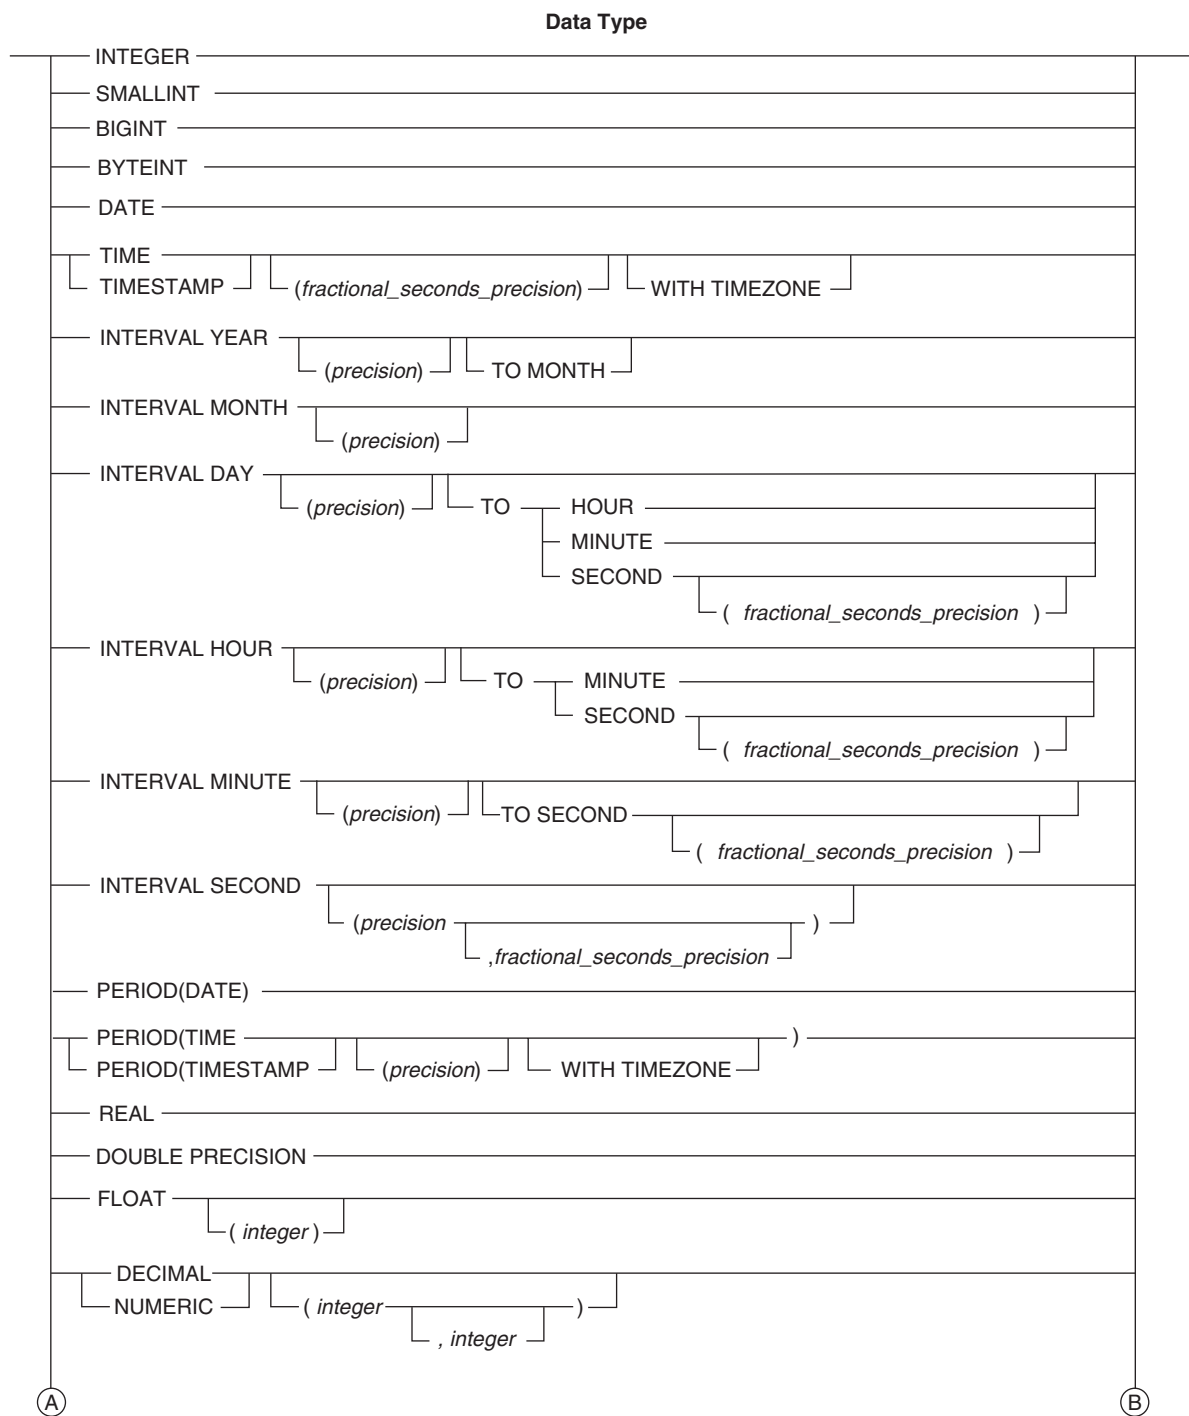 Data Type
INTEGER
SMALLINT
BIGINT
BYTEINT
DATE
TIME
TIMESTAMP (fractional_seconds_precision) WITH TIMEZONE
INTERVAL YEAR
(precision) TO MONTH
INTERVAL MONTH
(precision)
INTERVAL DAY
(precision) TO HOUR
MINUTE
SECOND
( fractional_seconds_precision )
INTERVAL HOUR
(precision) TO MINUTE
SECOND
( fractional_seconds_precision )
INTERVAL MINUTE
(precision) TO SECOND
( fractional_seconds_precision )
INTERVAL SECOND
(precision )
,fractional_seconds_precision
PERIOD(DATE)
PERIOD(TIME )
PERIOD(TIMESTAMP (precision) WITH TIMEZONE
REAL
DOUBLE PRECISION
FLOAT
( integer )
DECIMAL
NUMERIC ( integer )
, integer
A B